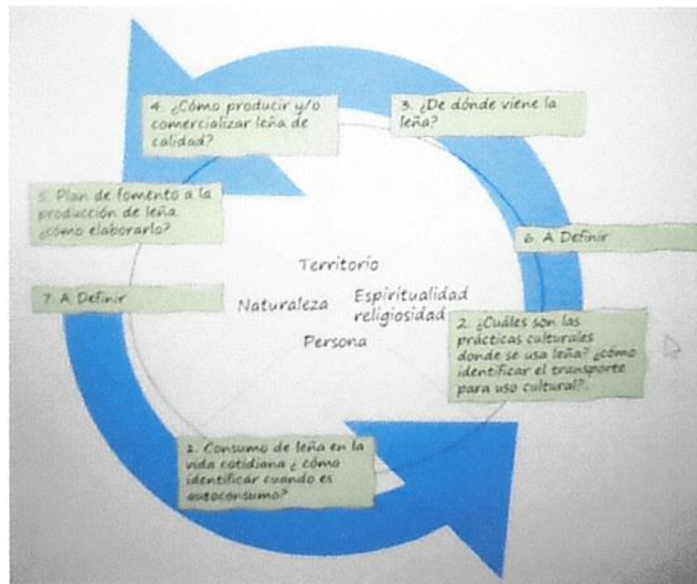 4. ¿Cómo producir y/o
comercializar leña de
calidad?
3. ¿De dónde viene la
leña?
5. Plan de fomento a la
producción de leña
¿cómo elaborarlo?
6. A Definir
Territorio
7. A Definir
Naturaleza
Espiritualidad
religiosidad
Persona
2. ¿Cuáles son las
prácticas culturales
donde se usa leña? ¿cómo
identificar el transporte
para uso cultural?.
1. Consumo de leña en la
vida cotidiana ¿ cómo
identificar cuando es
autoconsumo?